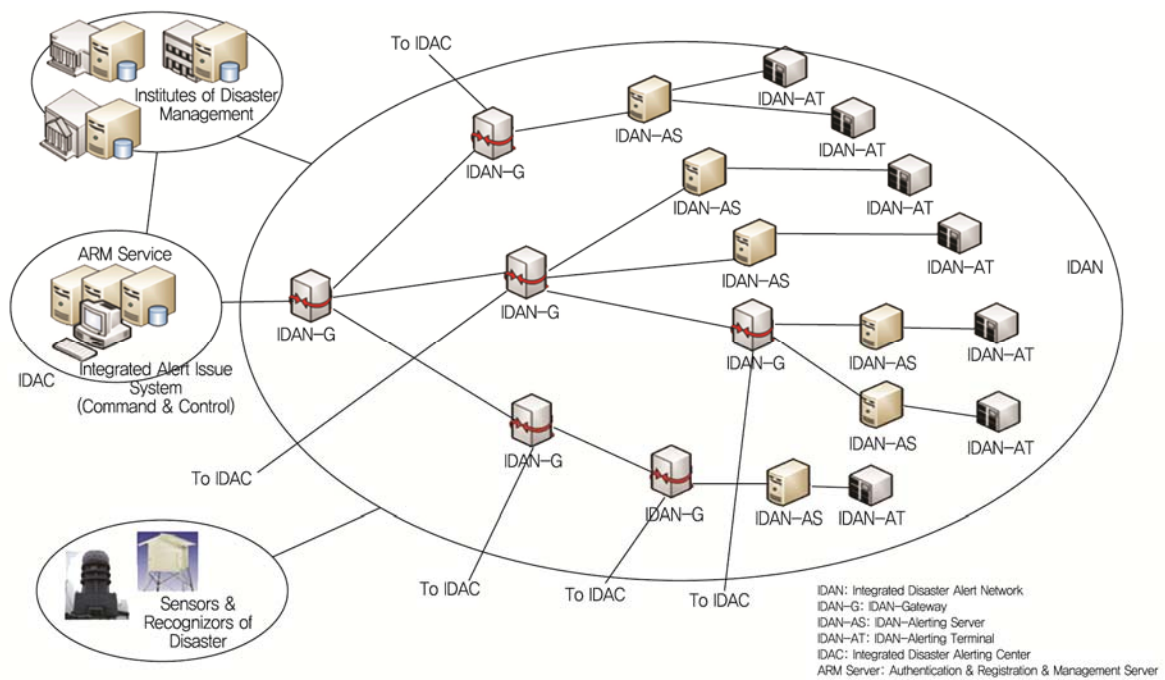 To IDAC
Institutes of Disaster
Management
IDAN-G
IDAN-AS
IDAN-AT
IDAN-AT
IDAN-AS
IDAN-AT
ARM Service
IDAC
Integrated Alert Issue
System
(Command & Control)
IDAN-G
IDAN-G
IDAN-AS
IDAN-AT
IDAN
IDAN-G
IDAN-AS
IDAN-AT
IDAN-AS
IDAN-AT
To IDAC
IDAN-G
IDAN-G
IDAN-AS
IDAN-AT
Sensors &
Recognizors of
Disaster
To IDAC
To IDAC
To IDAC
IDAN: Integrated Disaster Alert Network
IDAN-G: IDAN-Gateway
IDAN-AS: IDAN-Alerting Server
IDAN-AT: IDAN-Alerting Terminal
IDAC: Integrated Disaster Alerting Center
ARM Server: Authentication & Registration & Management Server